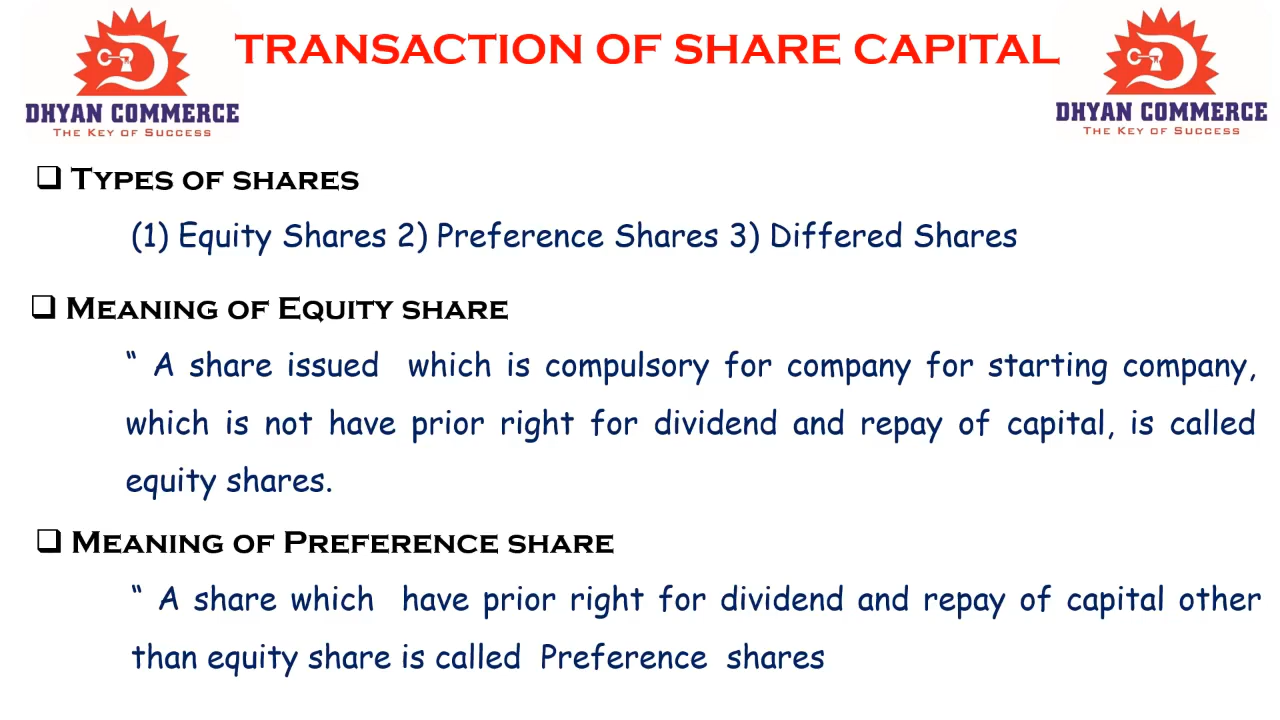 DHYAN COMMERCE
THE KEY OF SUCCESS
TRANSACTION OF SHARE CAPITAL
DHYAN COMMERCE
THE KEY OF SUCCESS
❑ TYPES OF SHARES
(1) Equity Shares 2) Preference Shares 3) Differed Shares
❑ MEANING OF EQUITY SHARE
“ A share issued which is compulsory for company for starting company,
which is not have prior right for dividend and repay of capital, is called
equity shares.
❑ MEANING OF PREFERENCE SHARE
“ A share which have prior right for dividend and repay of capital other
than equity share is called Preference shares